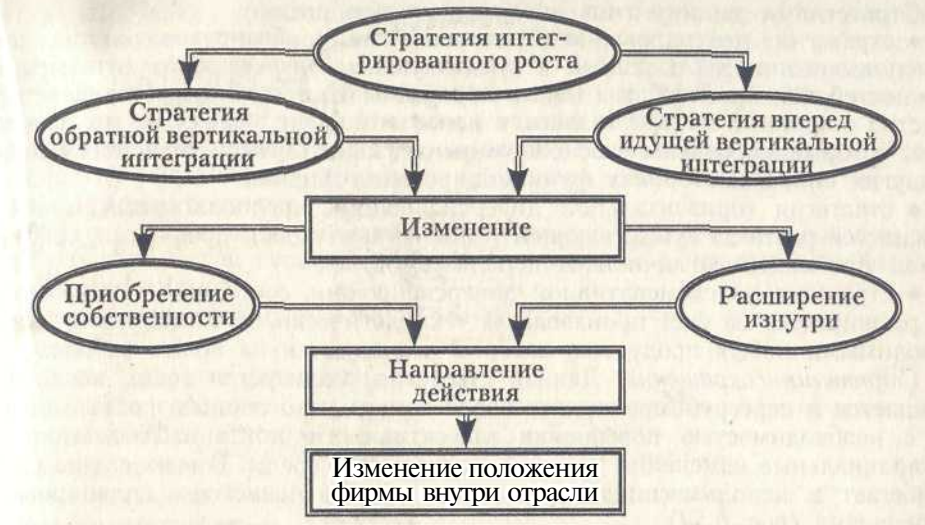 Стратегия интег-
рированного роста
Стратегия
обратной вертикальной
интеграции
Стратегия вперед
идущей вертикальной
интеграции
Изменение
Приобретение
собственности
Расширение
изнутри
Направление
действия
Изменение положения
фирмы внутри отрасли